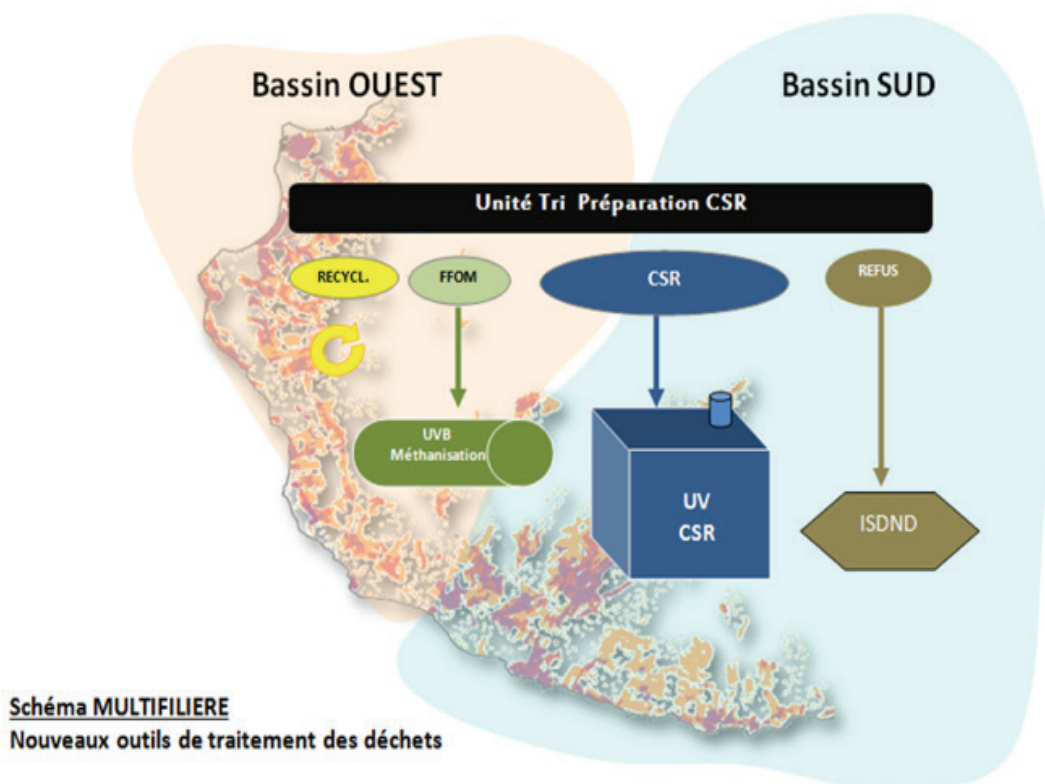 Bassin OUEST
Bassin SUD
Unité Tri Préparation CSR
RECYCL.
FFOM
CSR
REFUS
UVB
Méthanisation
UV
CSR
ISDND
Schéma MULTIFILIERE
Nouveaux outils de traitement des déchets